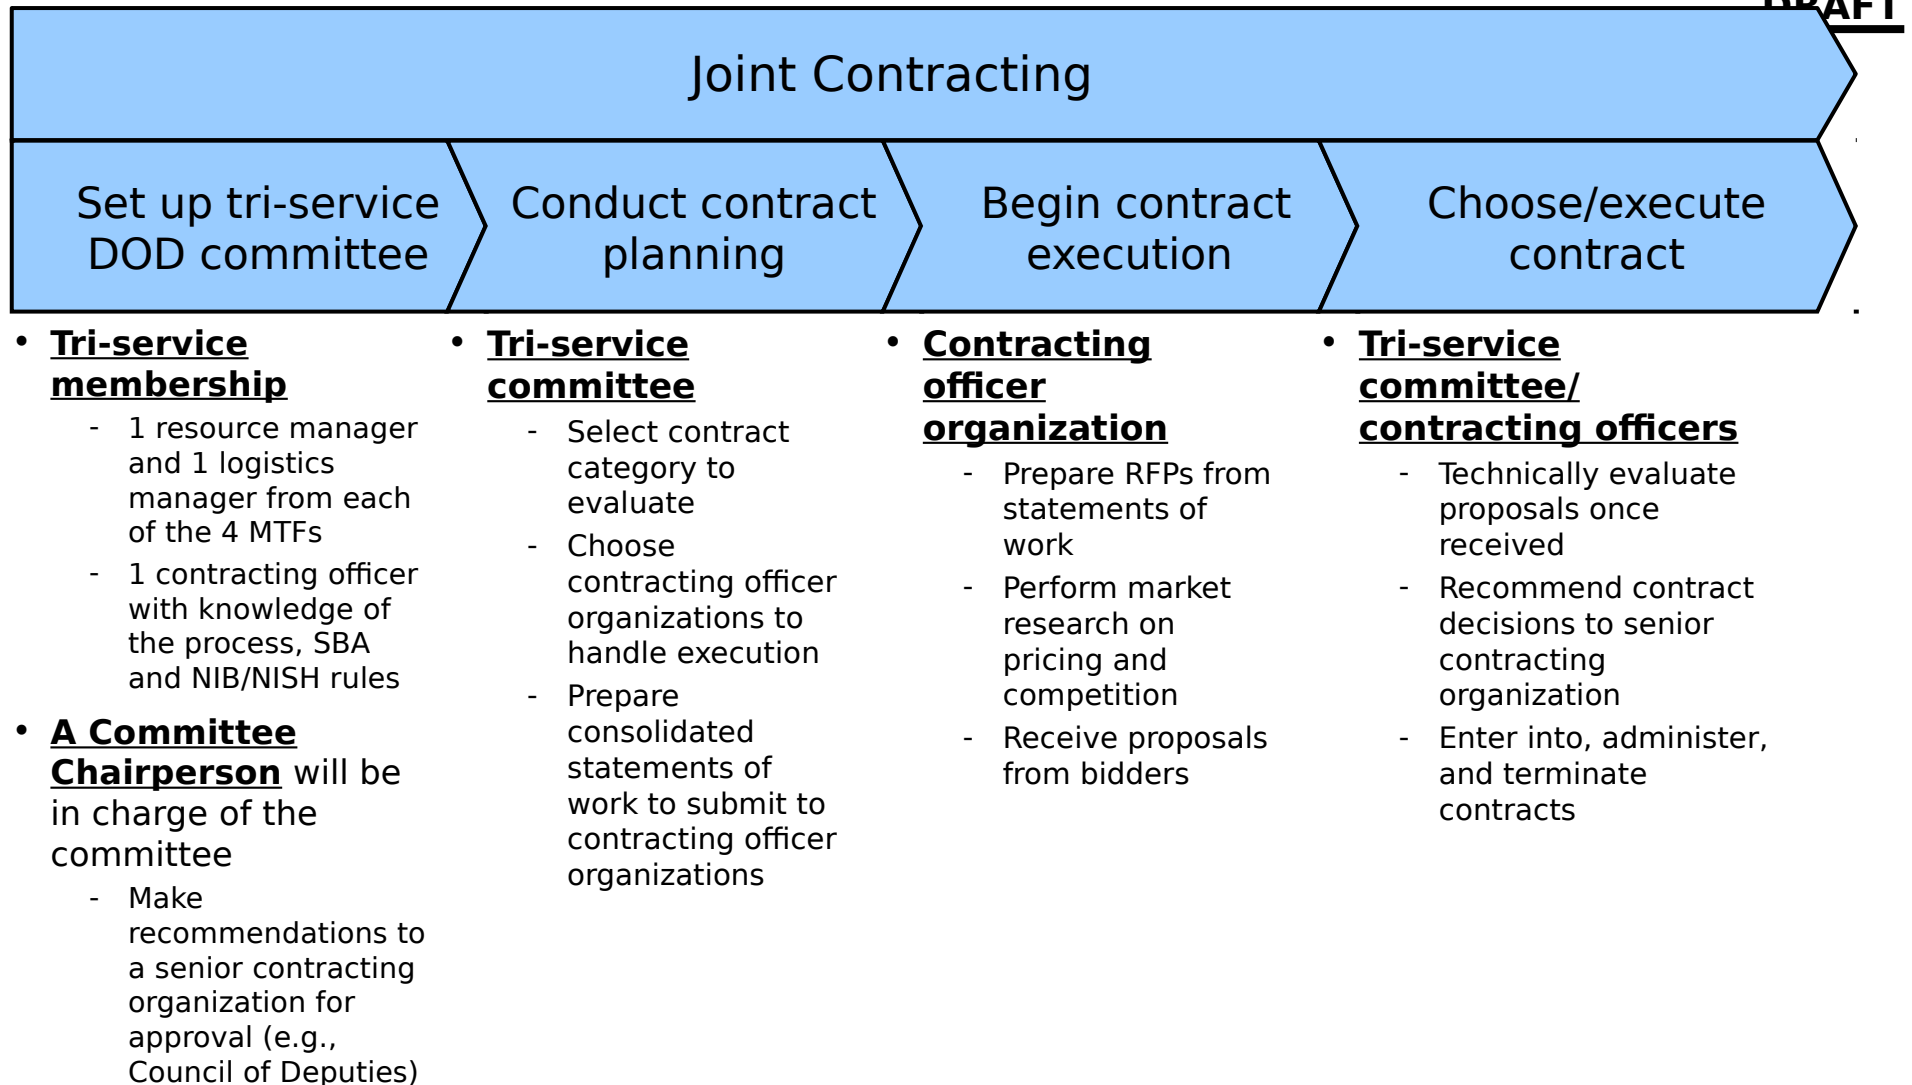 DRAFT
Joint Contracting
Set up tri-service
DOD committee
Conduct contract
planning
Begin contract
execution
Choose/execute
contract
• Tri-service
membership
- 1 resource manager
and 1 logistics
manager from each
of the 4 MTFs
- 1 contracting officer
with knowledge of
the process, SBA
and NIB/NISH rules
• A Committee
Chairperson will be
in charge of the
committee
- Make
recommendations to
a senior contracting
organization for
approval (e.g.,
Council of Deputies)
• Tri-service
committee
- Select contract
category to
evaluate
- Choose
contracting officer
organizations to
handle execution
- Prepare
consolidated
statements of
work to submit to
contracting officer
organizations
• Contracting
officer
organization
- Prepare RFPs from
statements of
work
- Perform market
research on
pricing and
competition
- Receive proposals
from bidders
• Tri-service
committee/
contracting officers
- Technically evaluate
proposals once
received
- Recommend contract
decisions to senior
contracting
organization
- Enter into, administer,
and terminate
contracts